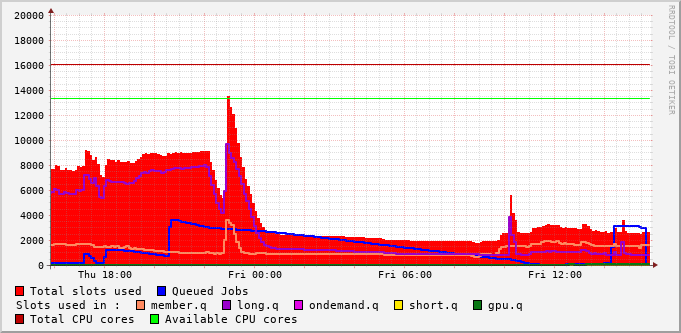 20000
18000
16000
14000
12000
10000
8000
6000
4000
2000
0
Thu 18:00 Fri 00:00 Fri 06:00 Fri 12:00
RRDTOOL / TOBI OETIKER
Total slots used Queued Jobs
Slots used in : member.q long.q ondemand.q short.q gpu.q
Total CPU cores Available CPU cores